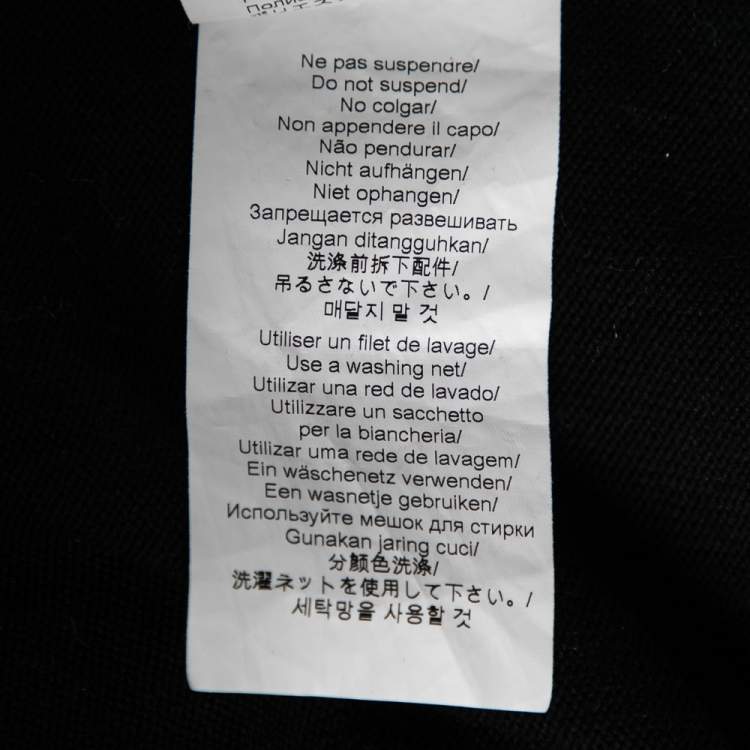 Ne pas suspendre/
Do not suspend/
No colgar/
Non appendere il capo/
Não pendurar/
Nicht aufhängen/
Niet ophangen/
Запрещается развешивать
Jangan ditangguhkan/
洗涤前拆下配件/
吊るさないで下さい。/
매달지 말 것
Utiliser un filet de lavage/
Use a washing net/
Utilizar una red de lavado/
Utilizzare un sacchetto
per la biancheria/
Utilizar uma rede de lavagem/
Ein wäschenetz verwenden/
Een wasnetje gebruiken/
Используйте мешок для стирки
Gunakan jaring cuci/
分颜色洗涤/
洗濯ネットを使用して下さい。/
세탁망을 사용할 것